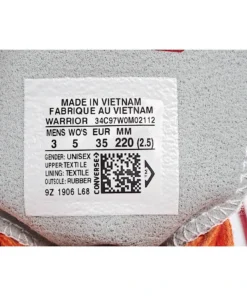 MADE IN VIETNAM
FABRIQUE AU VIETNAM
WARRIOR 34C97W0M02112
MENS WO'S EUR MM
3 5 35 220 (2.5)
GENDER: UNISEX
UPPER: TEXTILE
LINING: TEXTILE
OUTSOLE: RUBBER
9Z 1906 L68
CONVERSE